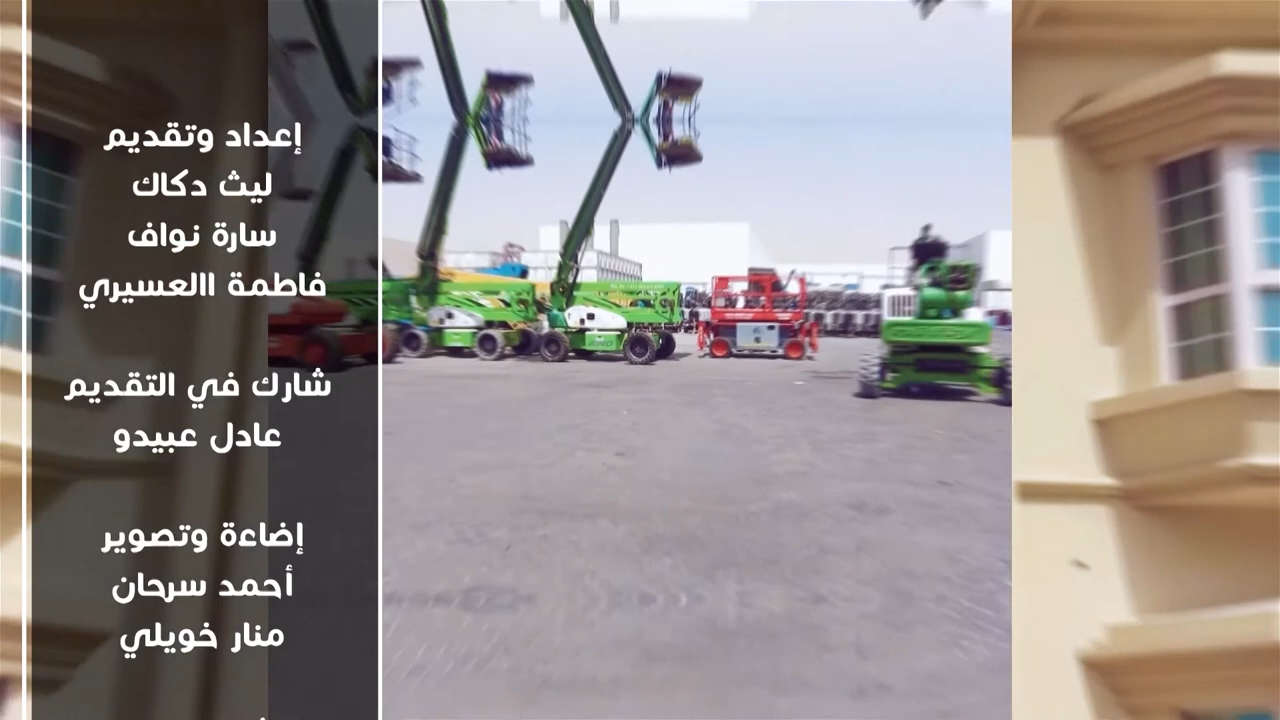 إعداد وتقديم
ليث دكاك
سارة نواف
فاطمة االعسيري
شارك في التقديم
عادل عبيدو
إضاءة وتصوير
أحمد سرحان
منار خويلي